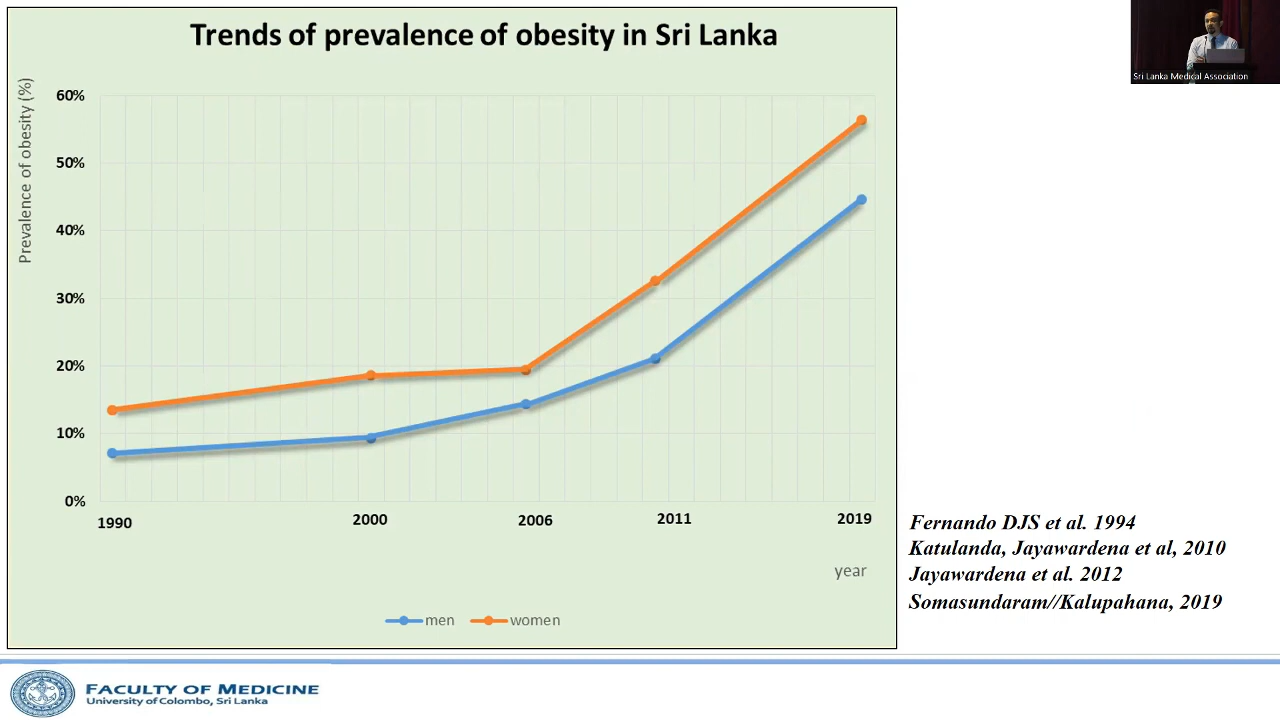 Trends of prevalence of obesity in Sri Lanka
Sri Lanka Medical Association
Prevalence of obesity (%)
60%
50%
40%
30%
20%
10%
0%
1990
2000
2006
2011
2019
year
men
women
Fernando DJS et al. 1994
Katulanda, Jayawardena et al, 2010
Jayawardena et al. 2012
Somasundaram//Kalupahana, 2019
FACULTY OF MEDICINE
University of Colombo, Sri Lanka